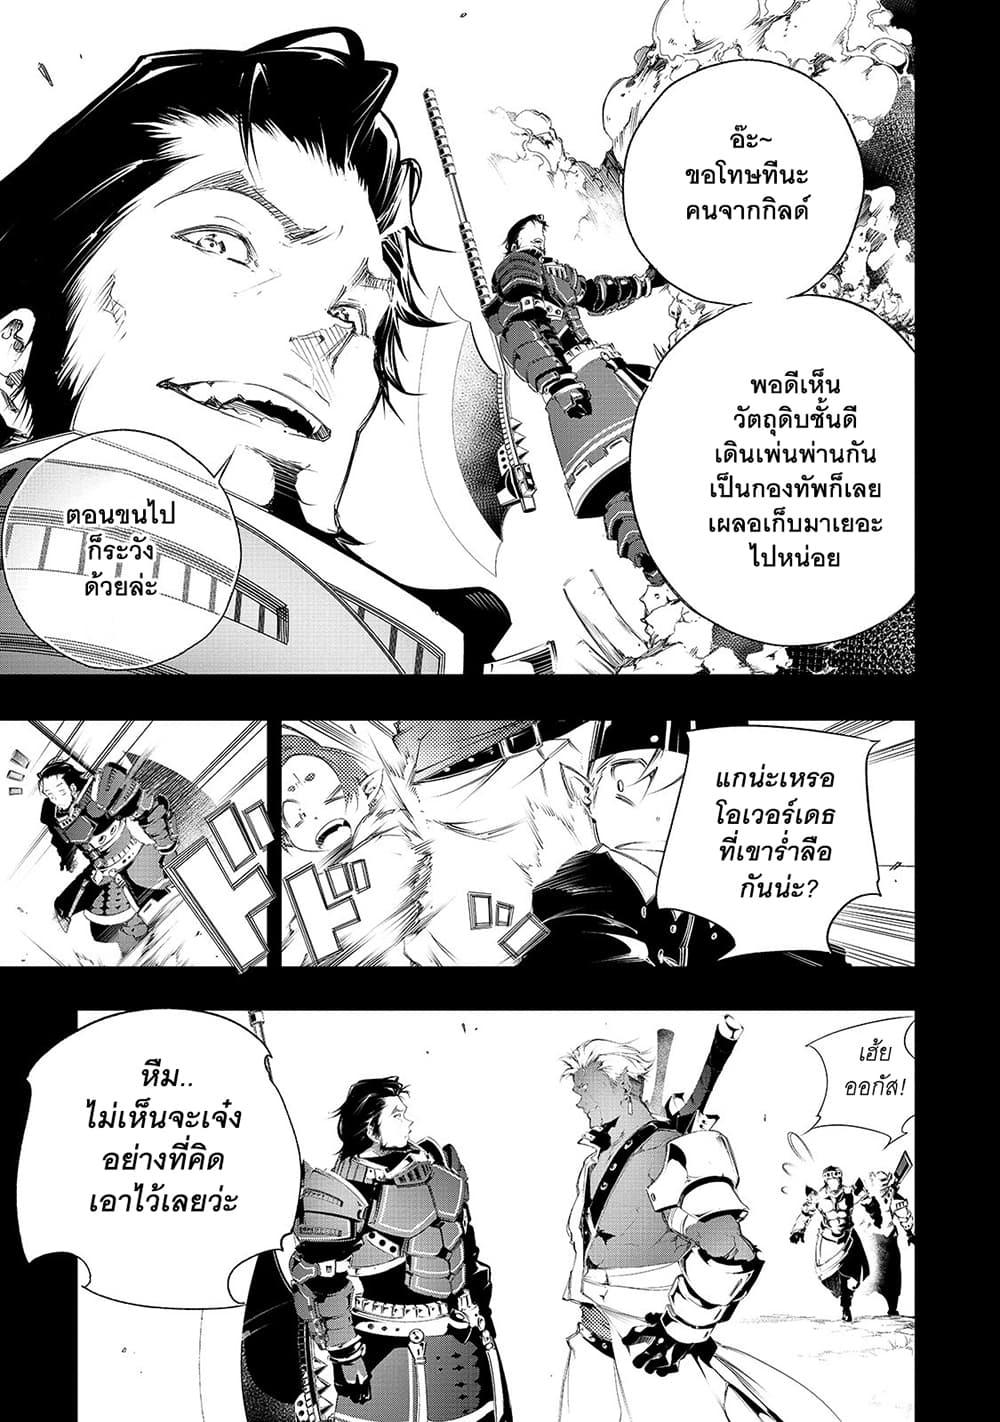 อ๊ะ~
ขอโทษทีนะ
คนจากกิลด์
พอดีเห็น
วัตถุดิบชั้นดี
เดินเพ่นพ่านกัน
เป็นกองทัพก็เลย
เผลอเก็บมาเยอะ
ไปหน่อย
ตอนขนไป
ก็ระวัง
ด้วยล่ะ
แกน่ะเหรอ
โอเวอร์เดธ
ที่เขาร่ำลือ
กันน่ะ?
ドドドッ
เฮ้ย
ออกัส!
หืม..
ไม่เห็นจะเจ๋ง
อย่างที่คิด
เอาไว้เลยว่ะ